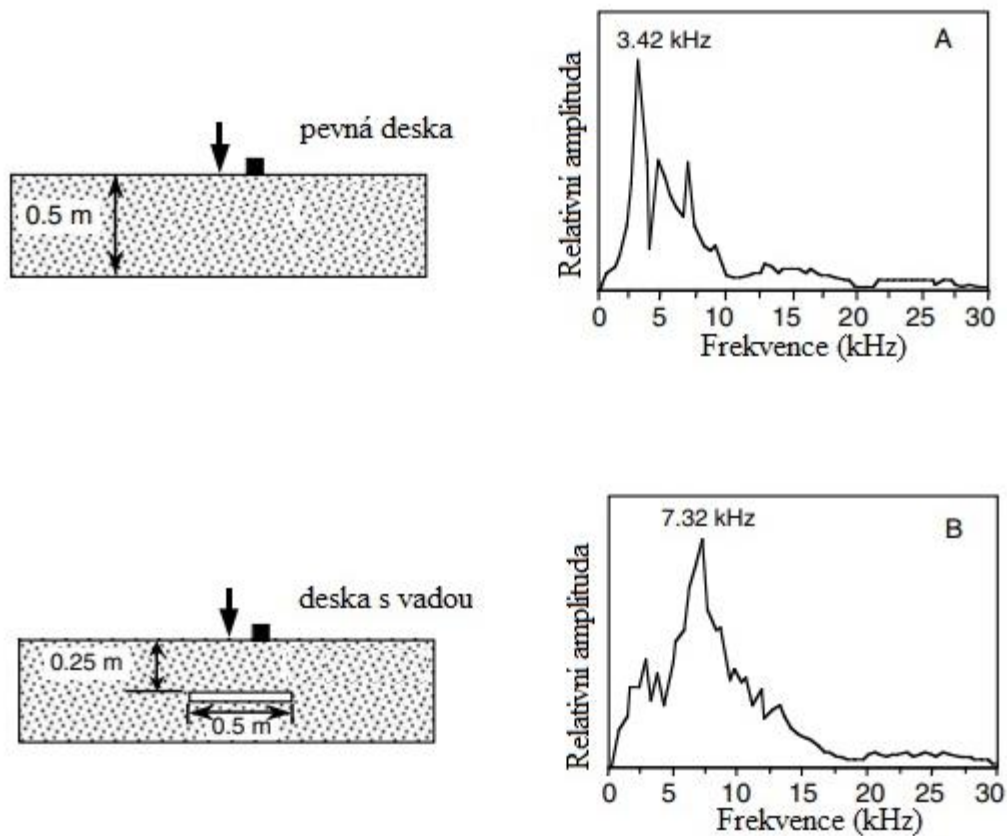 pevná deska
0.5 m
3.42 kHz
A
Relativní amplituda
0 5 10 15 20 25 30
Frekvence (kHz)
deska s vadou
0.25 m
0.5 m
7.32 kHz
B
Relativní amplituda
0 5 10 15 20 25 30
Frekvence (kHz)